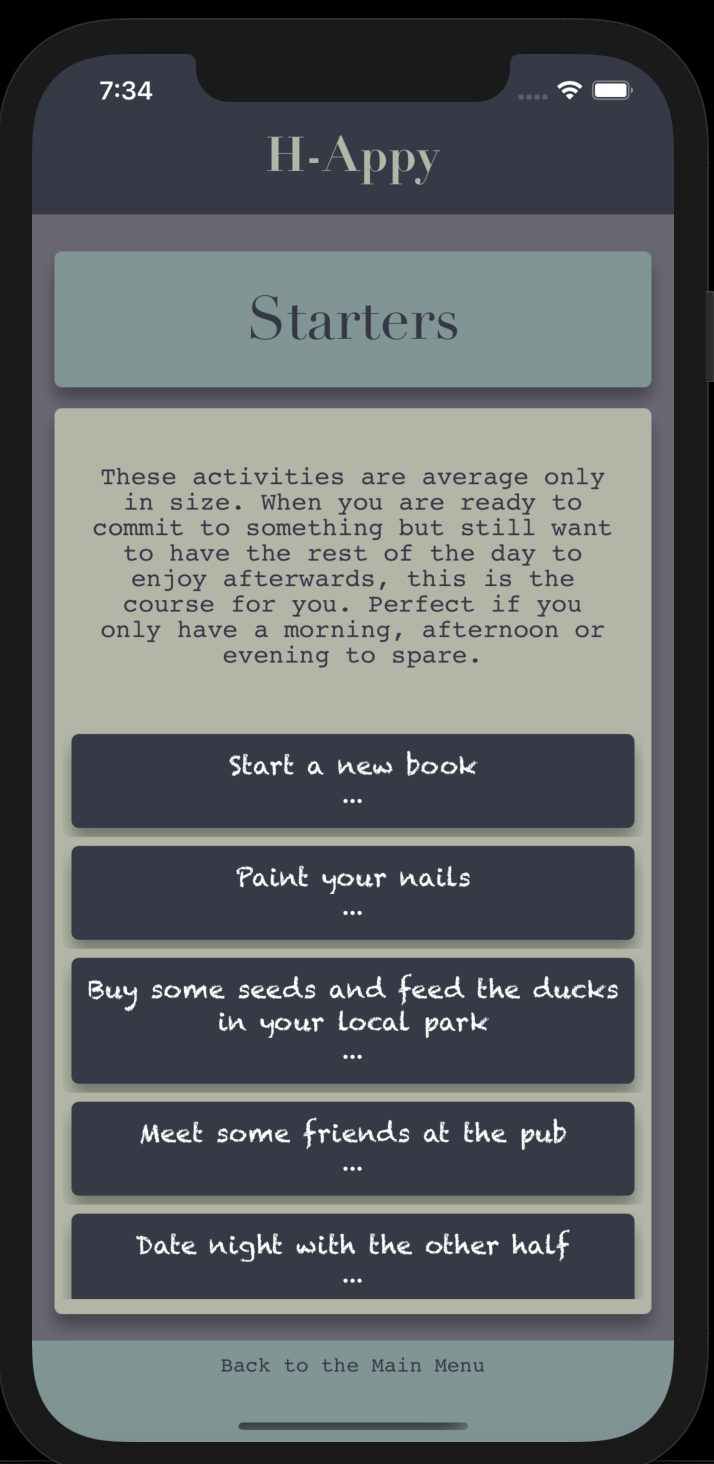 7:34
H-Appy
Starters
These activities are average only
in size. When you are ready to
commit to something but still want
to have the rest of the day to
enjoy afterwards, this is the
course for you. Perfect if you
only have a morning, afternoon or
evening to spare.
Start a new book
...
Paint your nails
...
Buy some seeds and feed the ducks
in your local park
...
Meet some friends at the pub
...
Date night with the other half
...
Back to the Main Menu